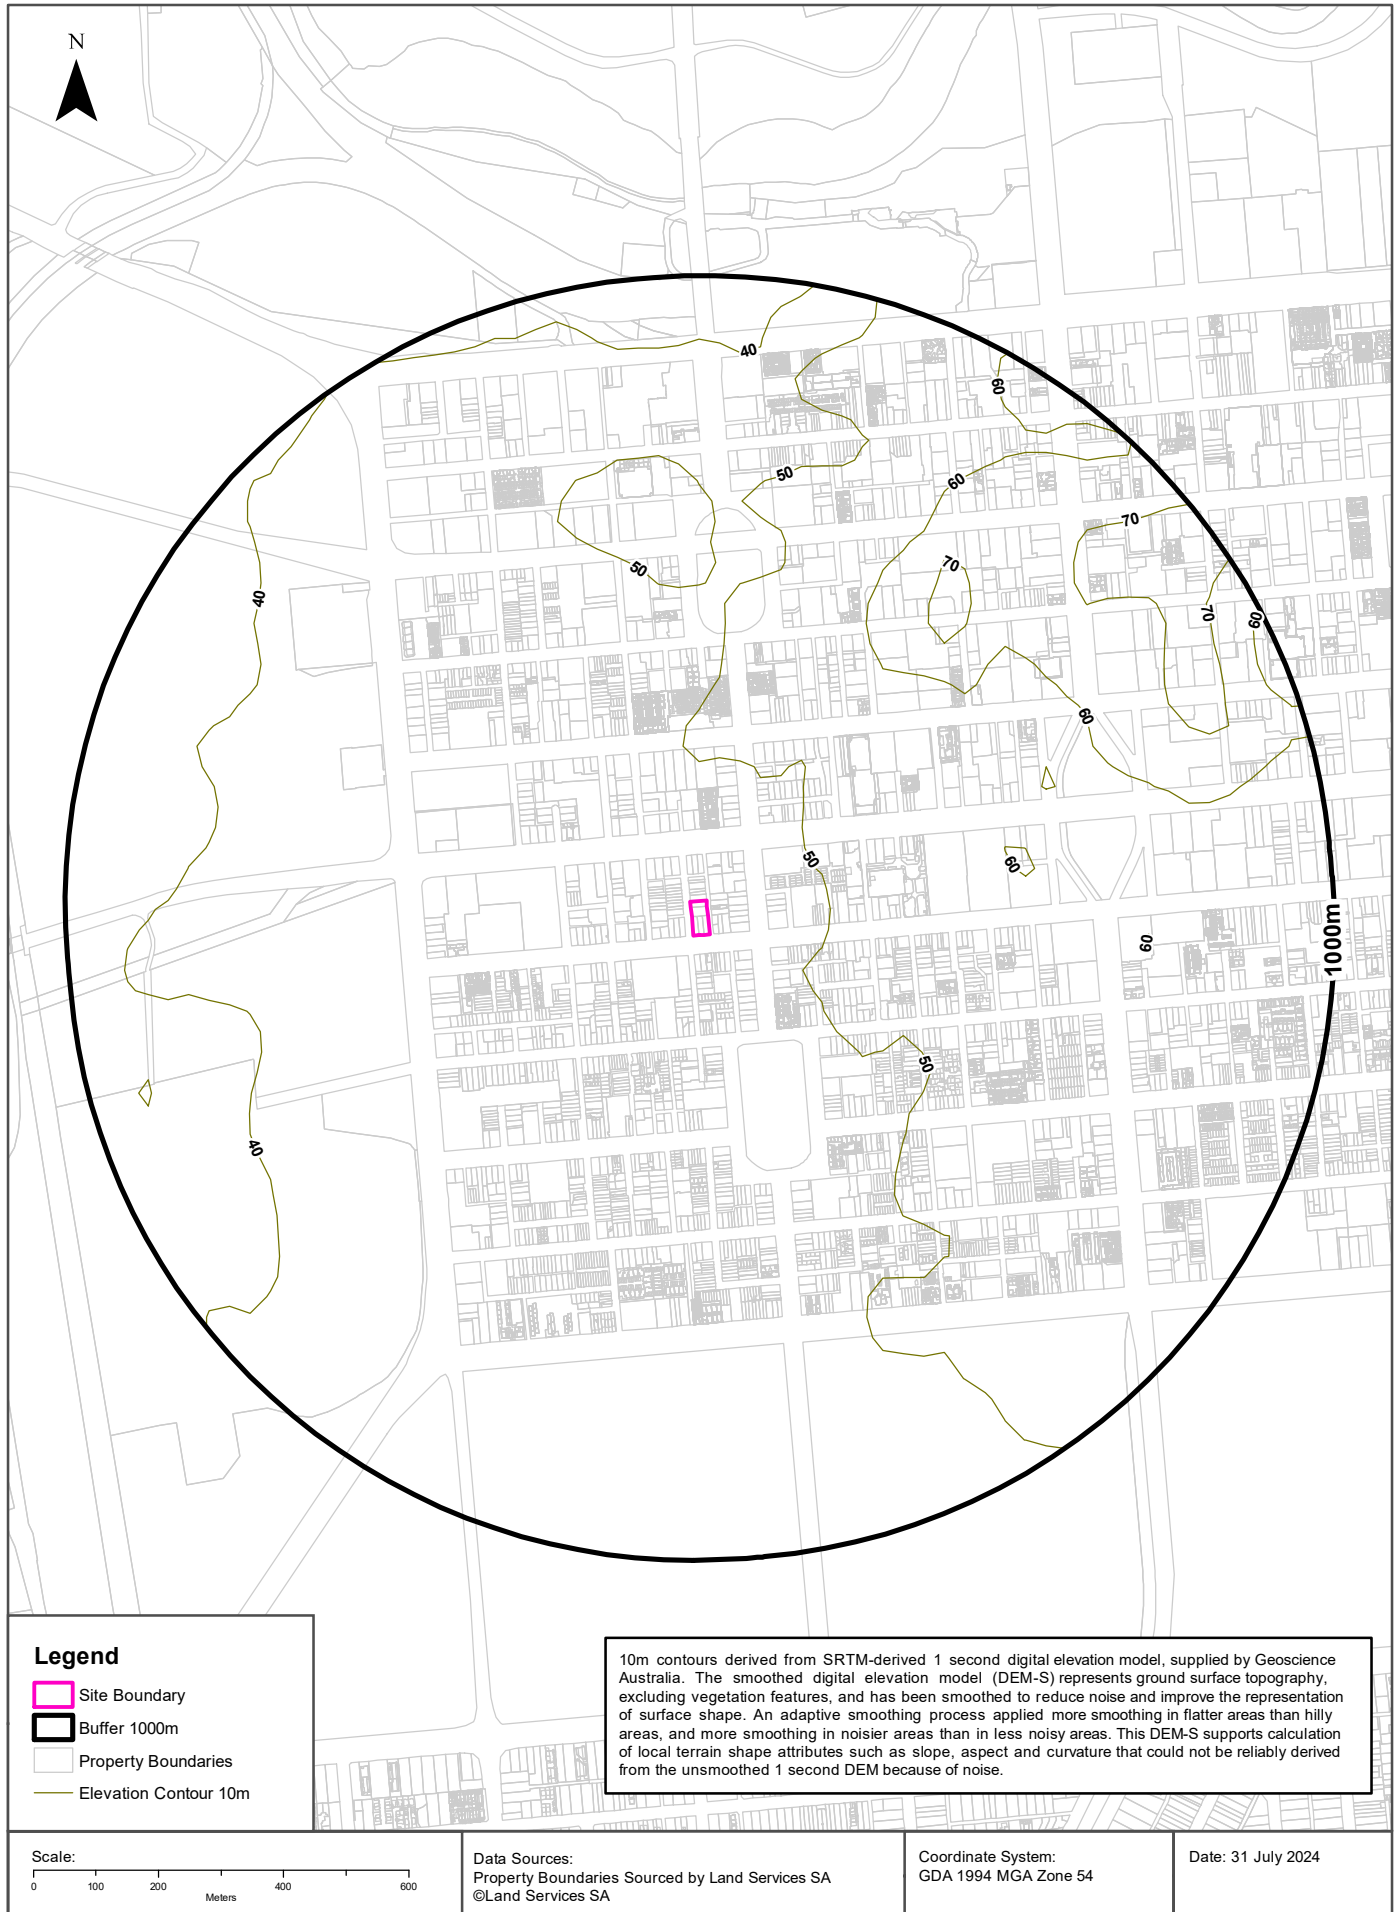 N
40
60
50
60
70
50
70
40
70
60
60
50
60
1000m
60
50
40
Legend
Site Boundary
Buffer 1000m
Property Boundaries
Elevation Contour 10m
10m contours derived from SRTM-derived 1 second digital elevation model, supplied by Geoscience
Australia. The smoothed digital elevation model (DEM-S) represents ground surface topography,
excluding vegetation features, and has been smoothed to reduce noise and improve the representation
of surface shape. An adaptive smoothing process applied more smoothing in flatter areas than hilly
areas, and more smoothing in noisier areas than in less noisy areas. This DEM-S supports calculation
of local terrain shape attributes such as slope, aspect and curvature that could not be reliably derived
from the unsmoothed 1 second DEM because of noise.
Scale:
0 100 200 400 600
Meters
Data Sources:
Property Boundaries Sourced by Land Services SA
©Land Services SA
Coordinate System:
GDA 1994 MGA Zone 54
Date: 31 July 2024